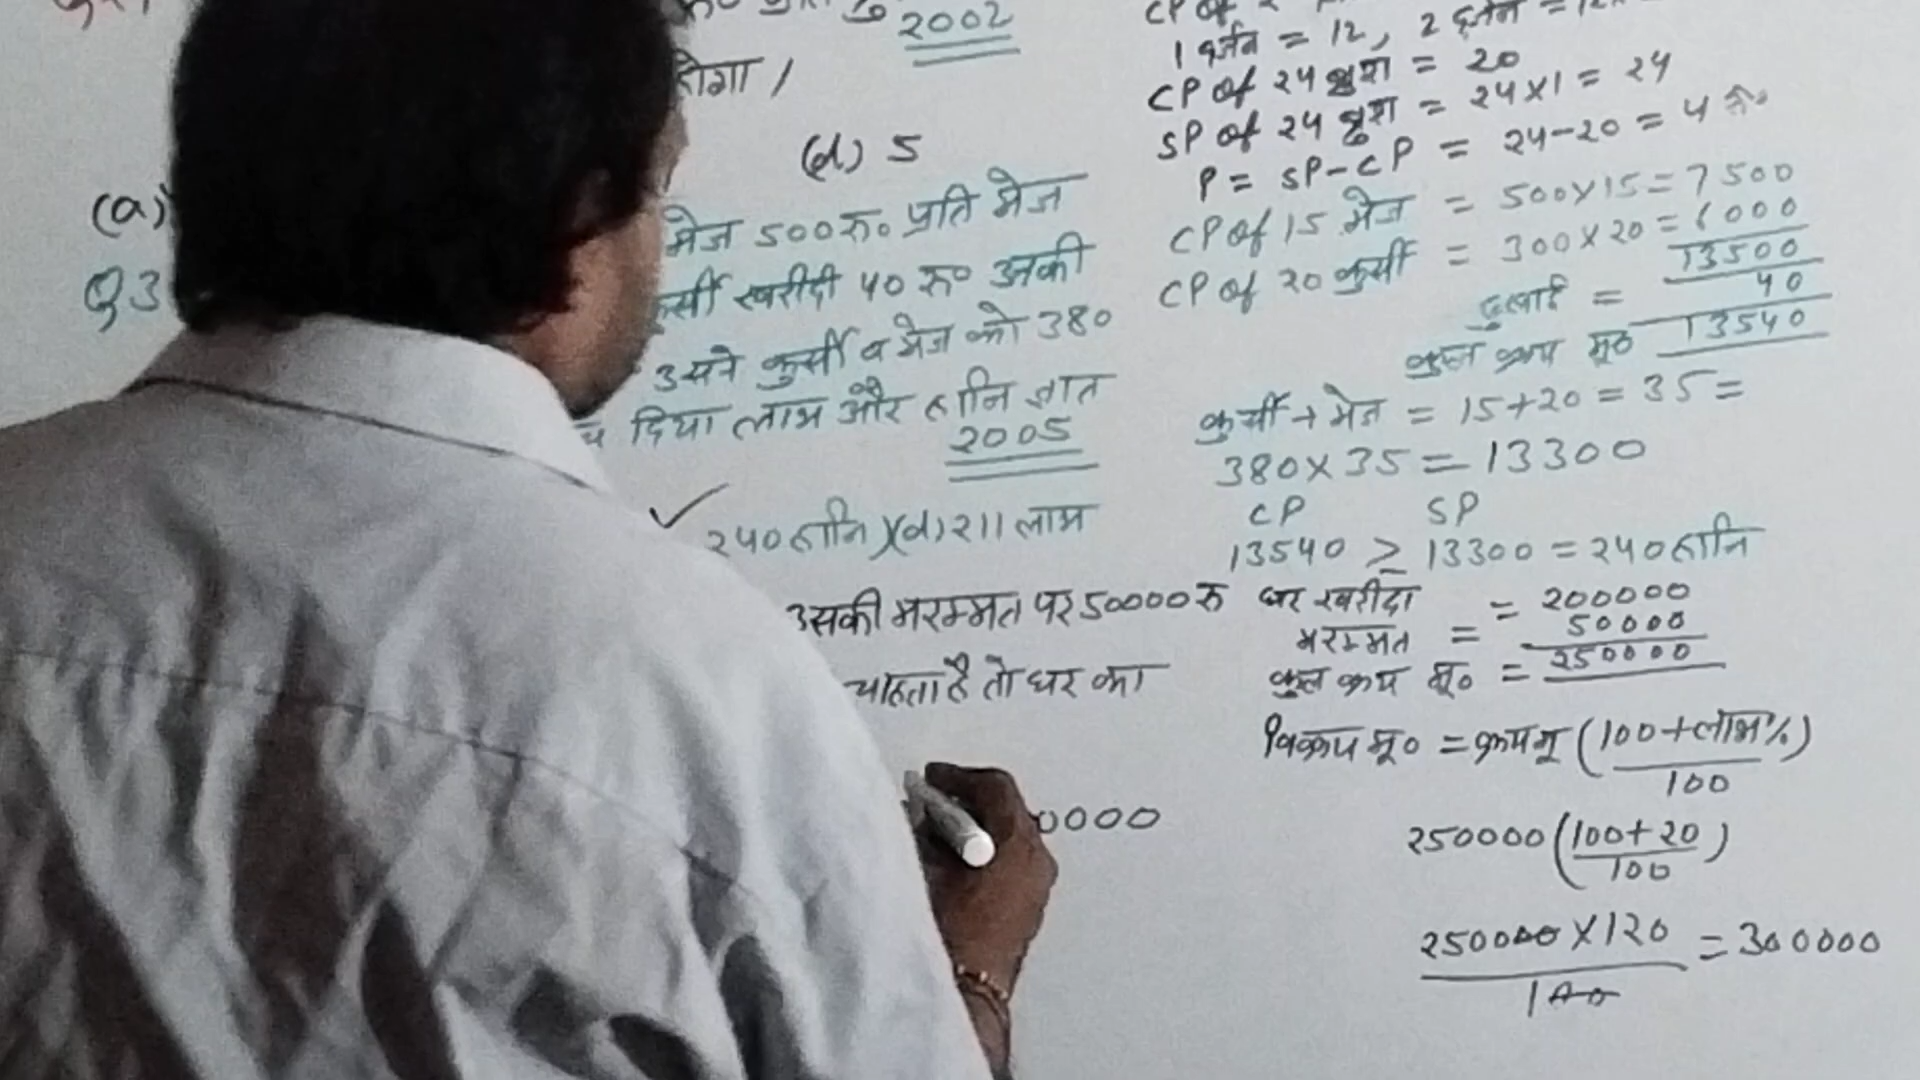 2002
होगा /
(d) 5
(a)
मेज 500 रु० प्रति मेज
Q3
खरीदी 40 रु० उनकी
उसने कुर्सी व मेज को 380
दिया लाभ और हानि ज्ञात
2005
240 हानि (d) 211 लाभ
उसकी मरम्मत पर 50000 रु
चाहता है तो घर का
0000
CP of
1 दर्जन = 12, 2 दर्जन = 12
CP of 24 ब्रुश = 20
SP of 24 ब्रुश = 24×1 = 24
P = SP-CP = 24-20 = 4 रु०
CP of 15 मेज = 500×15 = 7500
CP of 20 कुर्सी = 300×20 = 6000
13500
ढुलाई = 40
कुल क्रय मू० 13540
कुर्सी + मेज = 15+20 = 35 =
380×35 = 13300
CP SP
13540 > 13300 = 240 हानि
घर खरीदा = 200000
मरम्मत = 50000
कुल क्रय मू० = 250000
विक्रय मू० = क्रय मू (100+लाभ%)
100
250000 (100+20)
100
250000 × 120 = 300000
100